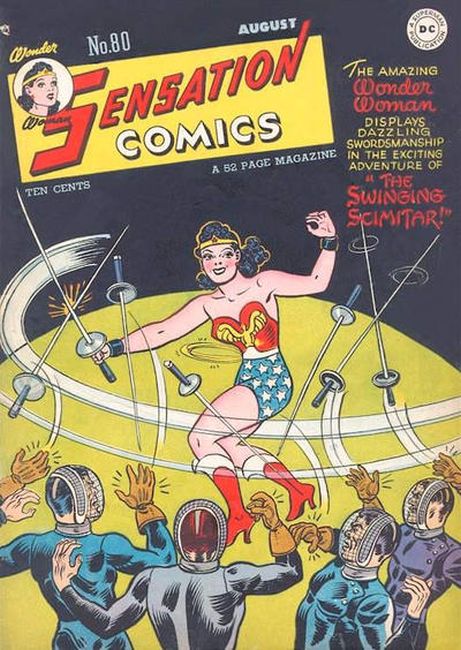 No.80
AUGUST
A SUPERMAN
DC
PUBLICATION
Wonder
Woman
SENSATION
COMICS
A 52 PAGE MAGAZINE
TEN CENTS
THE AMAZING
Wonder
Woman
DISPLAYS
DAZZLING
SWORDSMANSHIP
IN THE EXCITING
ADVENTURE OF
"THE
SWINGING
SCIMITAR!"